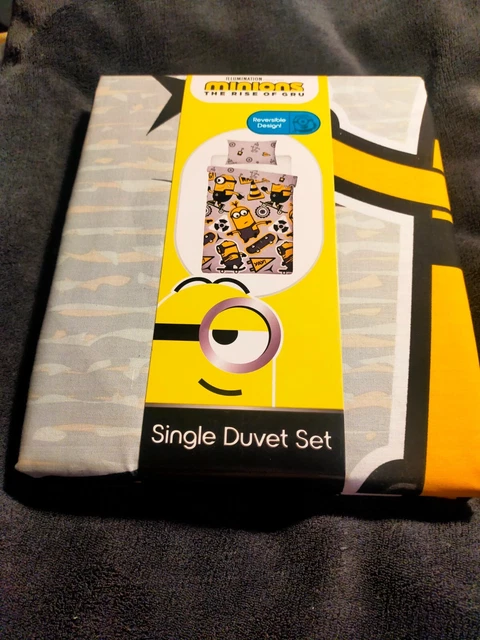 ILLUMINATION
minions
THE RISE OF GRU
Reversible
Design!
Single Duvet Set